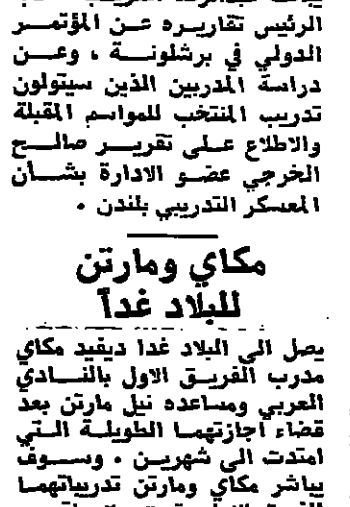 الرئيس تقاريره عن المؤتمر
الدولي في برشلونة ، وعن
دراسة المدربين الذين سيتولون
تدريب المنتخب للمواسم المقبلة
والاطلاع على تقرير صالح
الخرجي عضو الادارة بشأن
المعسكر التدريبي بلندن .
مكاي ومارتن
للبلاد غداً
يصل الى البلاد غدا ديفيد مكاي
مدرب الفريق الاول بالنادي
العربي ومساعده نيل مارتن بعد
قضاء اجازتهما الطويلة التي
امتدت الى شهرين . وسوف
يباشر مكاي ومارتن تدريباتهما